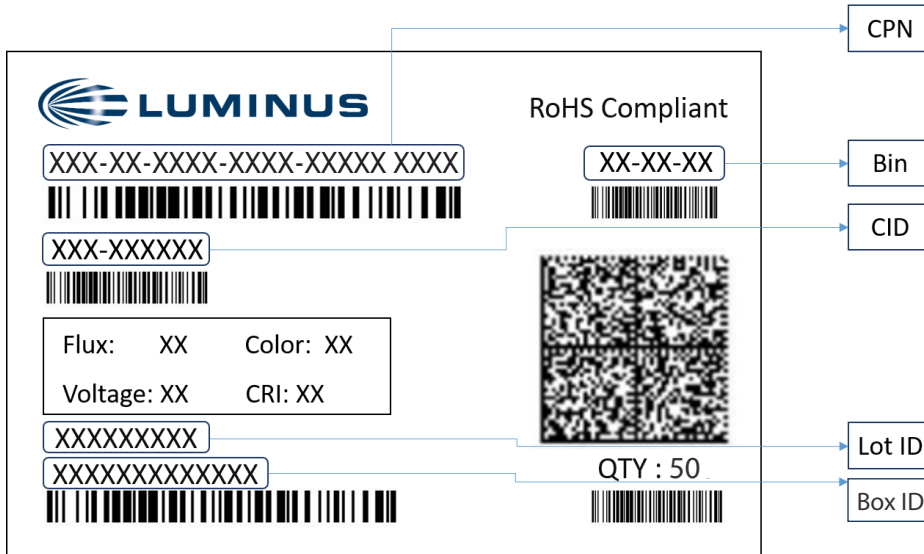 CPN
LUMINUS
RoHS Compliant
XXX-XX-XXXX-XXXX-XXXXX XXXX
XX-XX-XX
Bin
XXX-XXXXXX
CID
Flux: XX Color: XX
Voltage: XX CRI: XX
XXXXXXXXX
Lot ID
XXXXXXXXXXXXX
QTY : 50
Box ID